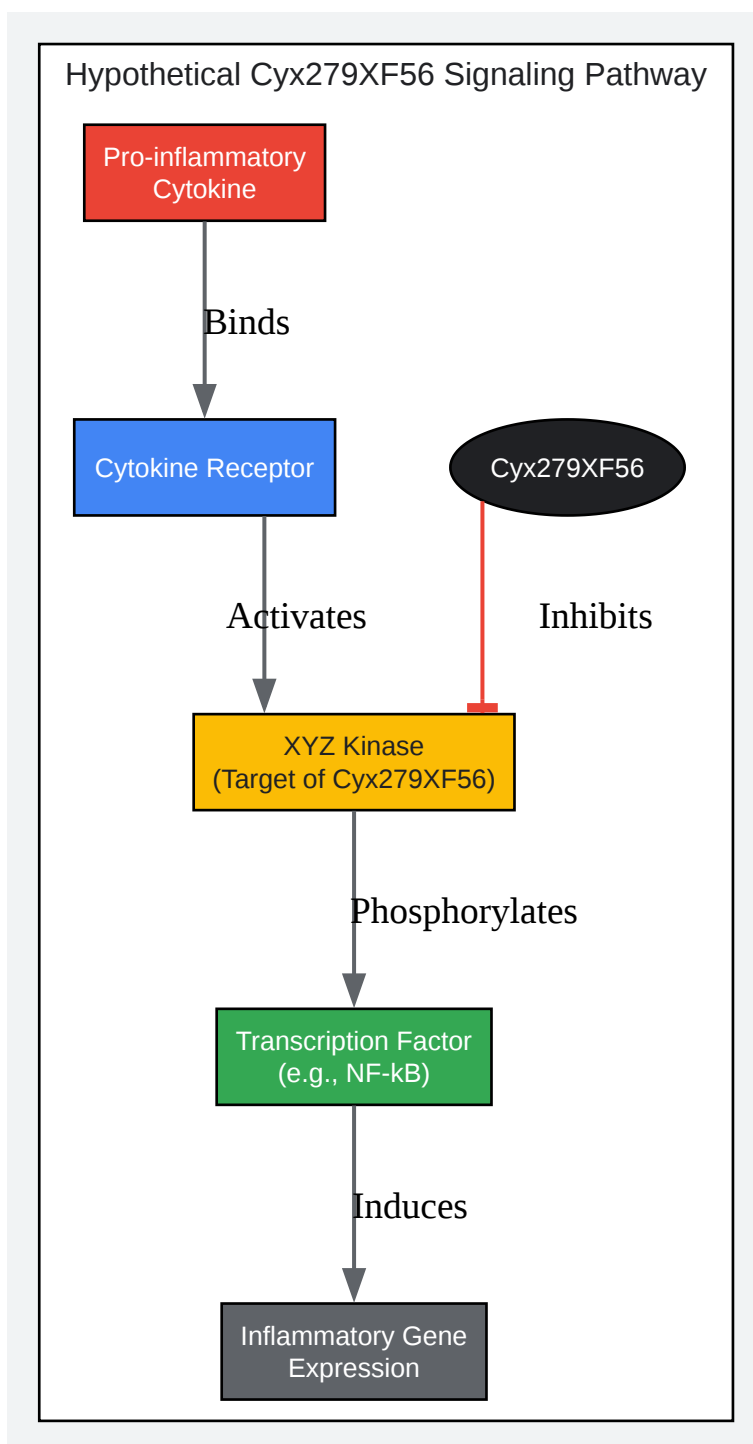 Hypothetical Cyx279XF56 Signaling Pathway
Pro-inflammatory
Cytokine
Binds
Cytokine Receptor
Cyx279XF56
Activates
Inhibits
XYZ Kinase
(Target of Cyx279XF56)
Phosphorylates
Transcription Factor
(e.g., NF-kB)
Induces
Inflammatory Gene
Expression